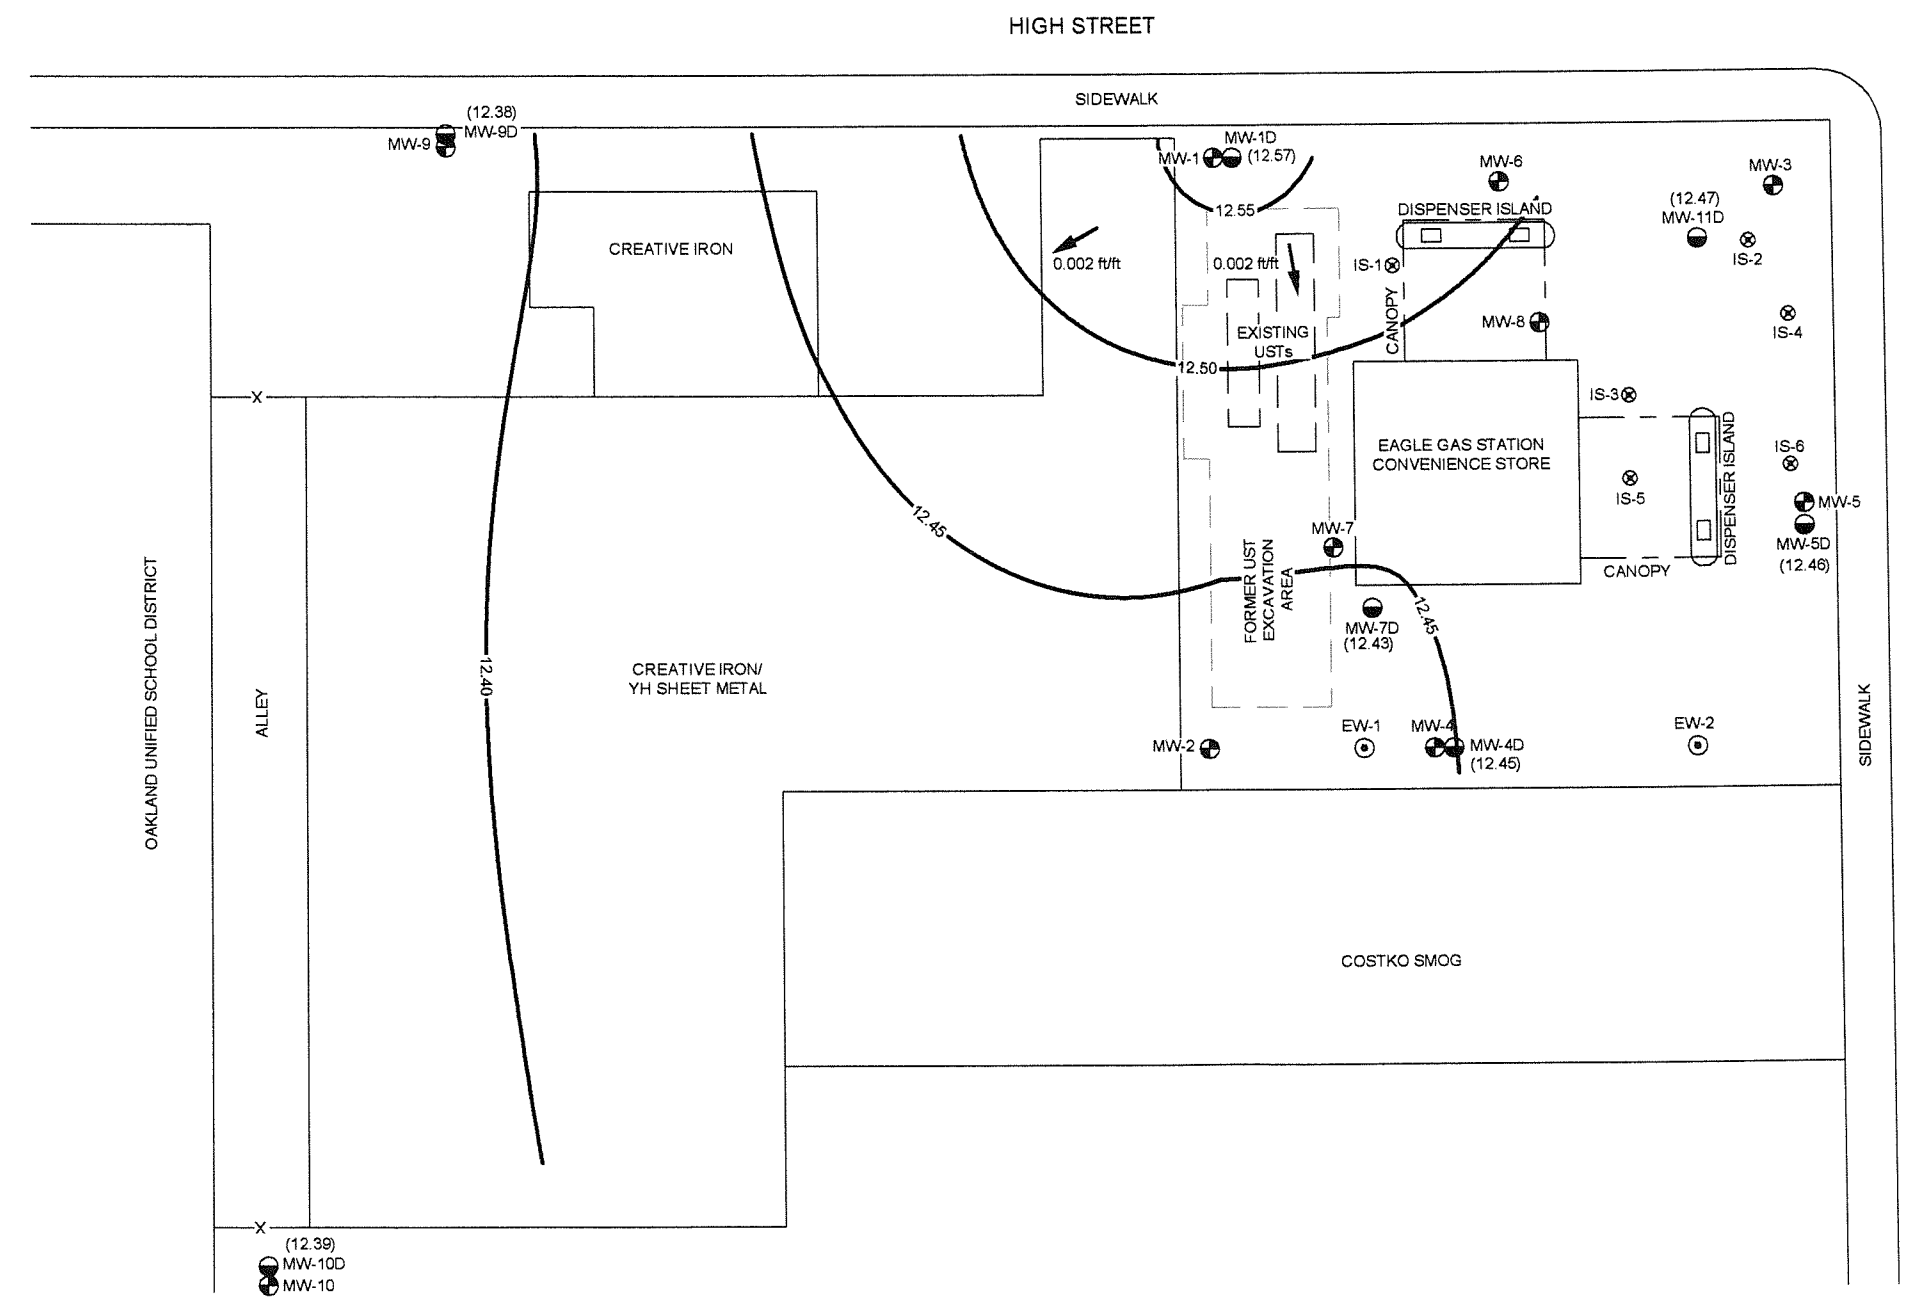 HIGH STREET
SIDEWALK
(12.38)
MW-9D
MW-9
MW-1D
MW-1
(12.57)
MW-6
MW-3
12.55
DISPENSER ISLAND
(12.47)
MW-11D
CREATIVE IRON
0.002 ft/ft
0.002 ft/ft
IS-1
IS-2
CANOPY
MW-8
IS-4
EXISTING
USTs
12.50
X
IS-3
EAGLE GAS STATION
CONVENIENCE STORE
DISPENSER ISLAND
IS-6
IS-5
MW-5
12.45
MW-7
MW-5D
(12.46)
CANOPY
FORMER UST
EXCAVATION
AREA
12.45
MW-7D
(12.43)
OAKLAND UNIFIED SCHOOL DISTRICT
ALLEY
12.40
CREATIVE IRON/
YH SHEET METAL
SIDEWALK
MW-2
EW-1
MW-4
MW-4D
(12.45)
EW-2
COSTKO SMOG
X
(12.39)
MW-10D
MW-10